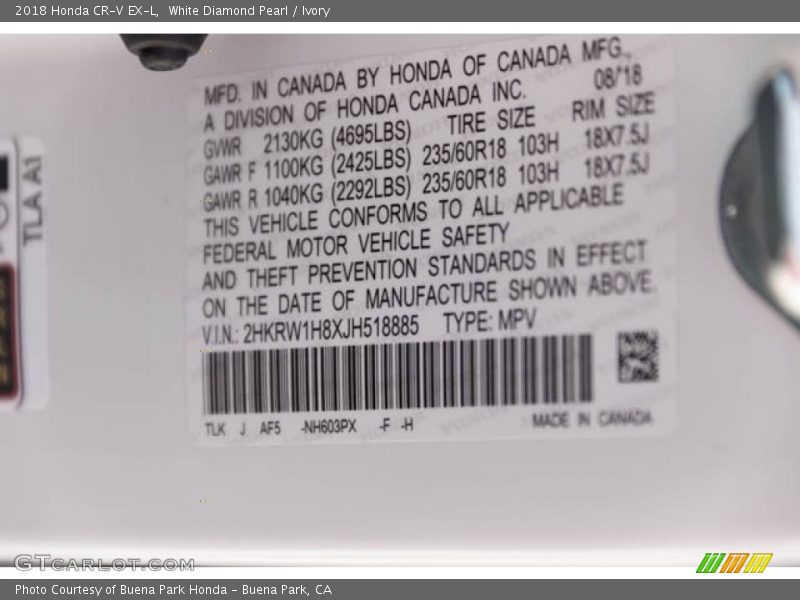 2018 Honda CR-V EX-L,  White Diamond Pearl / Ivory
MFD. IN CANADA BY HONDA OF CANADA MFG.,
A DIVISION OF HONDA CANADA INC. 08/18
GVWR 2130KG (4695LBS) TIRE SIZE RIM SIZE
GAWR F 1100KG (2425LBS) 235/60R18 103H 18X7.5J
GAWR R 1040KG (2292LBS) 235/60R18 103H 18X7.5J
THIS VEHICLE CONFORMS TO ALL APPLICABLE
FEDERAL MOTOR VEHICLE SAFETY
AND THEFT PREVENTION STANDARDS IN EFFECT
ON THE DATE OF MANUFACTURE SHOWN ABOVE.
V.I.N.: 2HKRW1H8XJH518885 TYPE: MPV
TLK J AF5 -NH603PX -F -H MADE IN CANADA
TLA A1
GTCARLOT.COM
Photo Courtesy of Buena Park Honda - Buena Park, CA